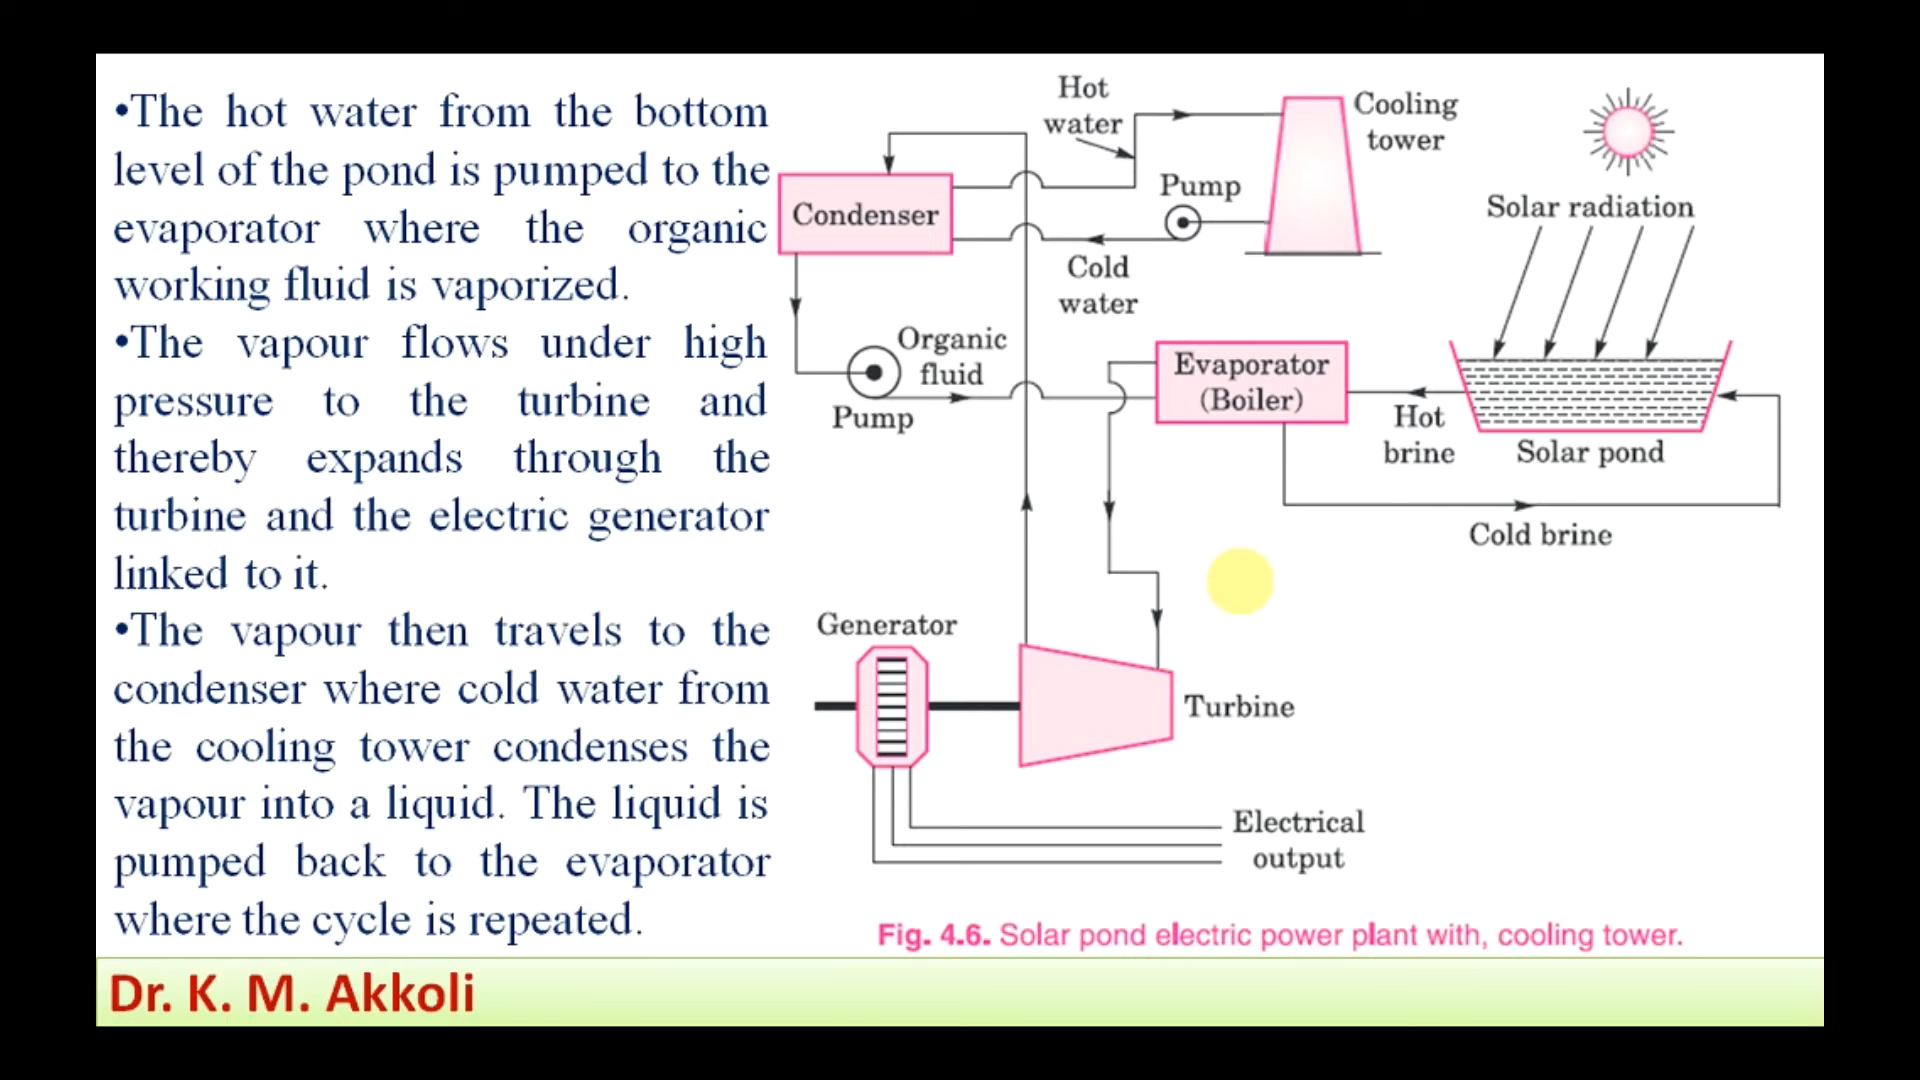 •The hot water from the bottom
level of the pond is pumped to the
evaporator where the organic
working fluid is vaporized.
•The vapour flows under high
pressure to the turbine and
thereby expands through the
turbine and the electric generator
linked to it.
•The vapour then travels to the
condenser where cold water from
the cooling tower condenses the
vapour into a liquid. The liquid is
pumped back to the evaporator
where the cycle is repeated.
Hot
water
Cooling
tower
Condenser
Pump
Solar radiation
Cold
water
Organic
fluid
Pump
Evaporator
(Boiler)
Hot
brine
Solar pond
Cold brine
Generator
Turbine
Electrical
output
Fig. 4.6. Solar pond electric power plant with, cooling tower.
Dr. K. M. Akkoli